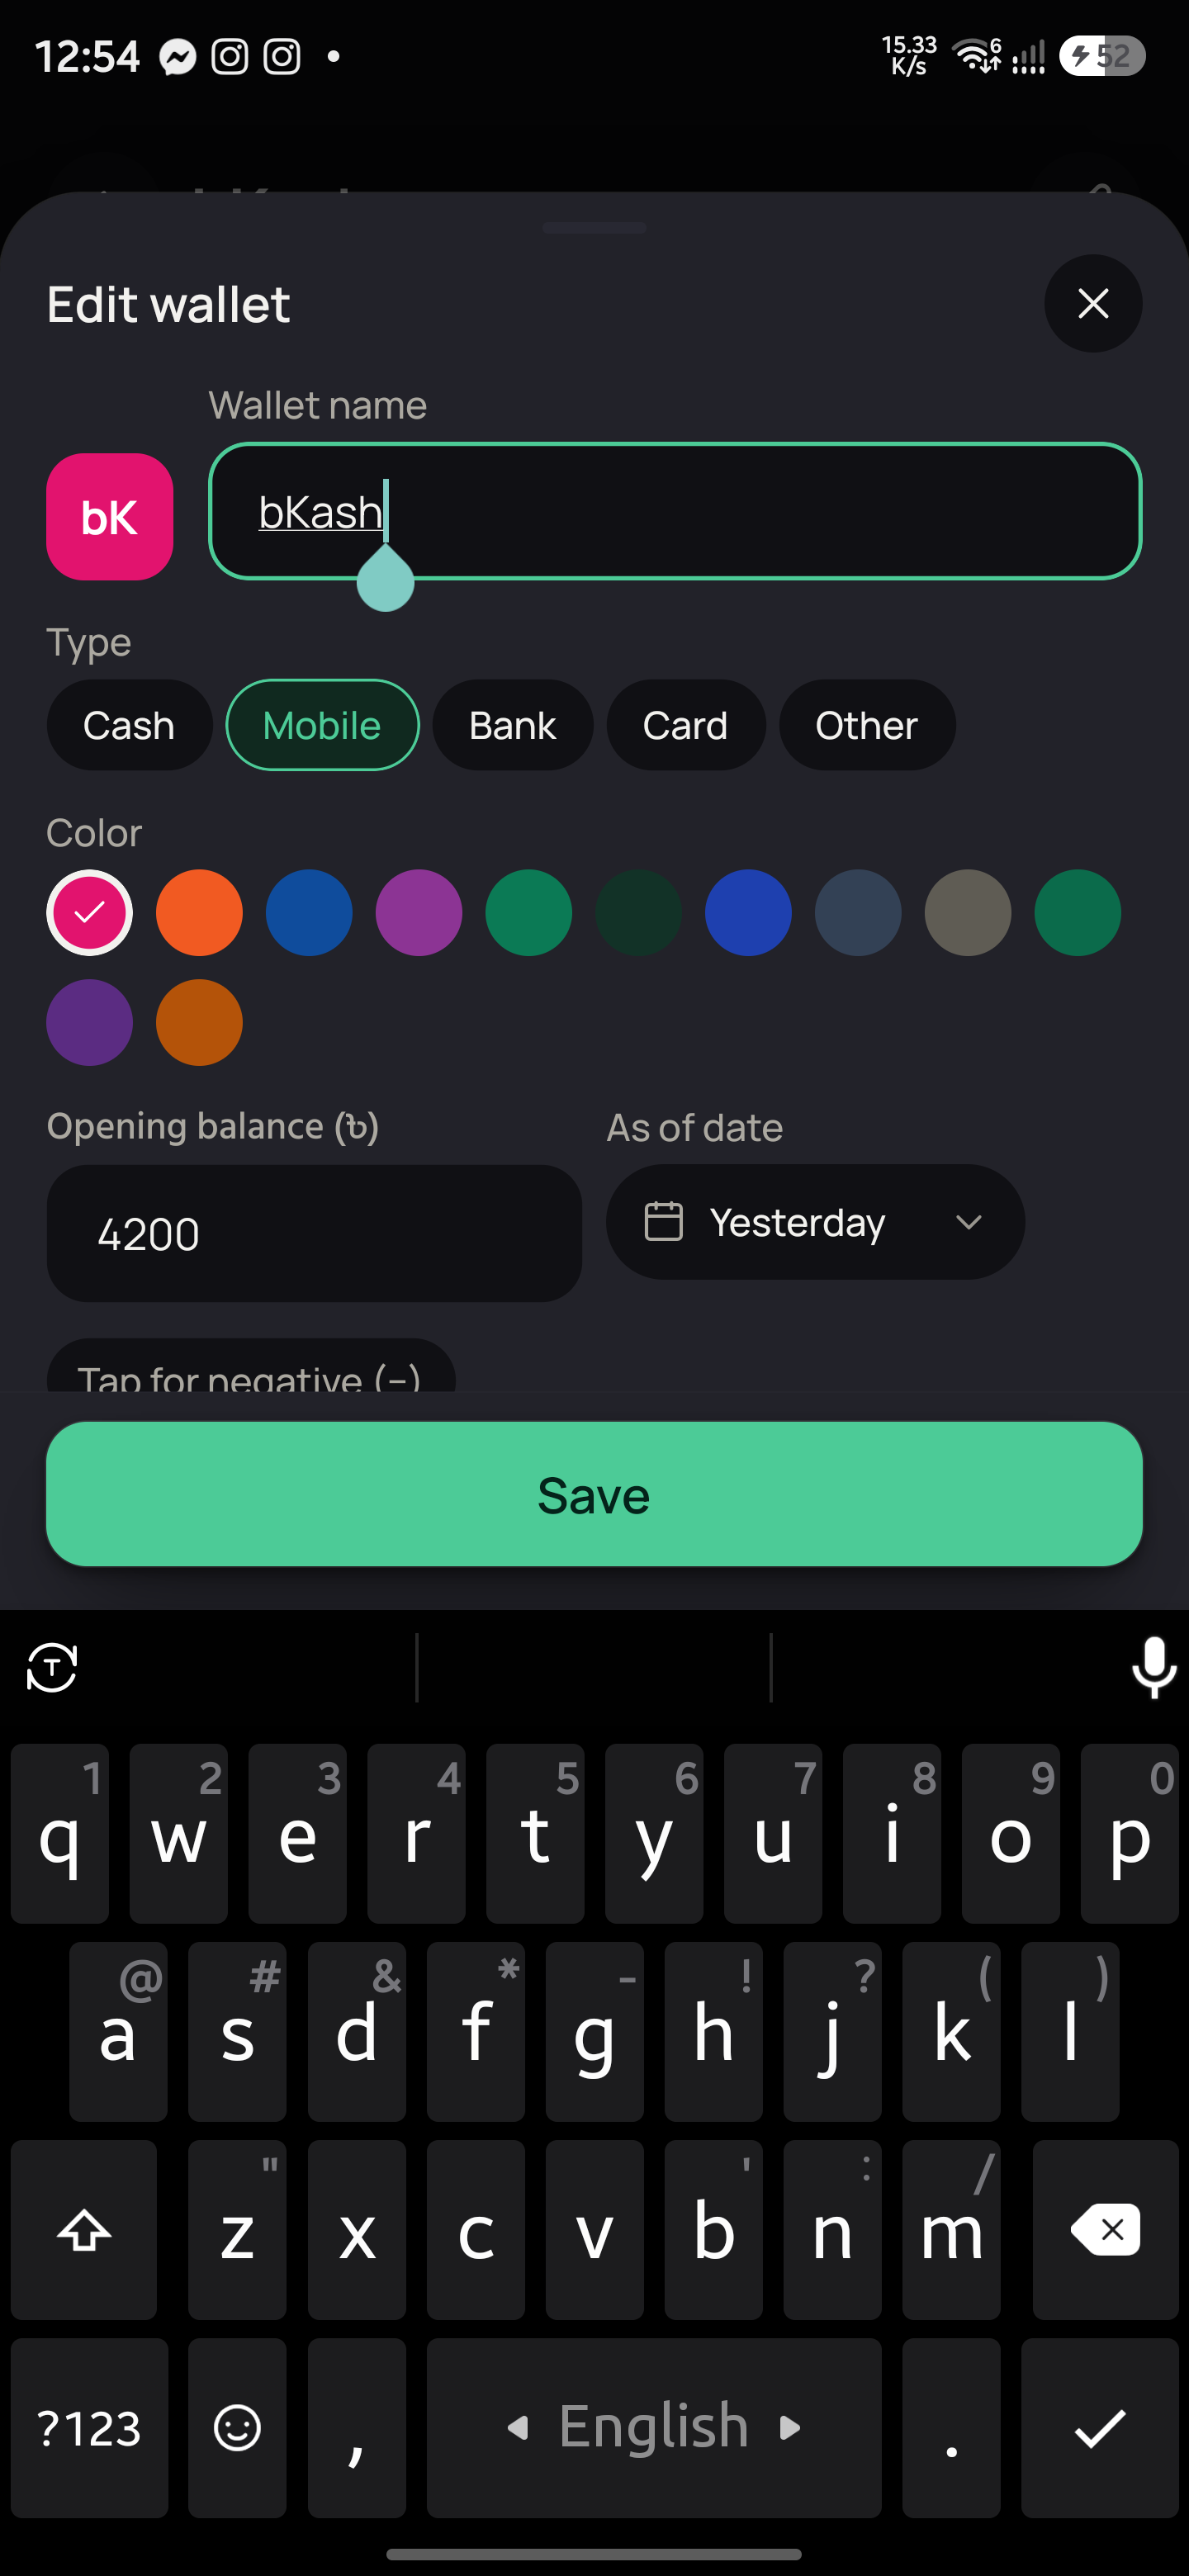 12:54
15.33
K/s
6
52
Edit wallet
Wallet name
bK
bKash
Type
Cash Mobile Bank Card Other
Color
Opening balance (৳)
As of date
4200
Yesterday
Tap for negative (−)
Save
T
1 2 3 4 5 6 7 8 9 0
q w e r t y u i o p
@ # & * - ! ? ( )
a s d f g h j k l
" ' : /
z x c v b n m
?123 , English .